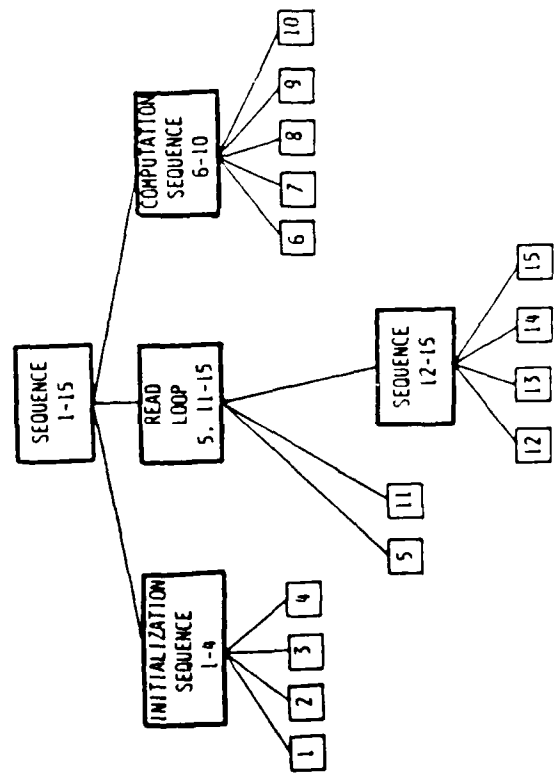 SEQUENCE
1-15
INITIALIZATION
SEQUENCE
1-4
READ
LOOP
5, 11-15
COMPUTATION
SEQUENCE
6-10
1
2
3
4
5
11
SEQUENCE
12-15
6
7
8
9
10
12
13
14
15